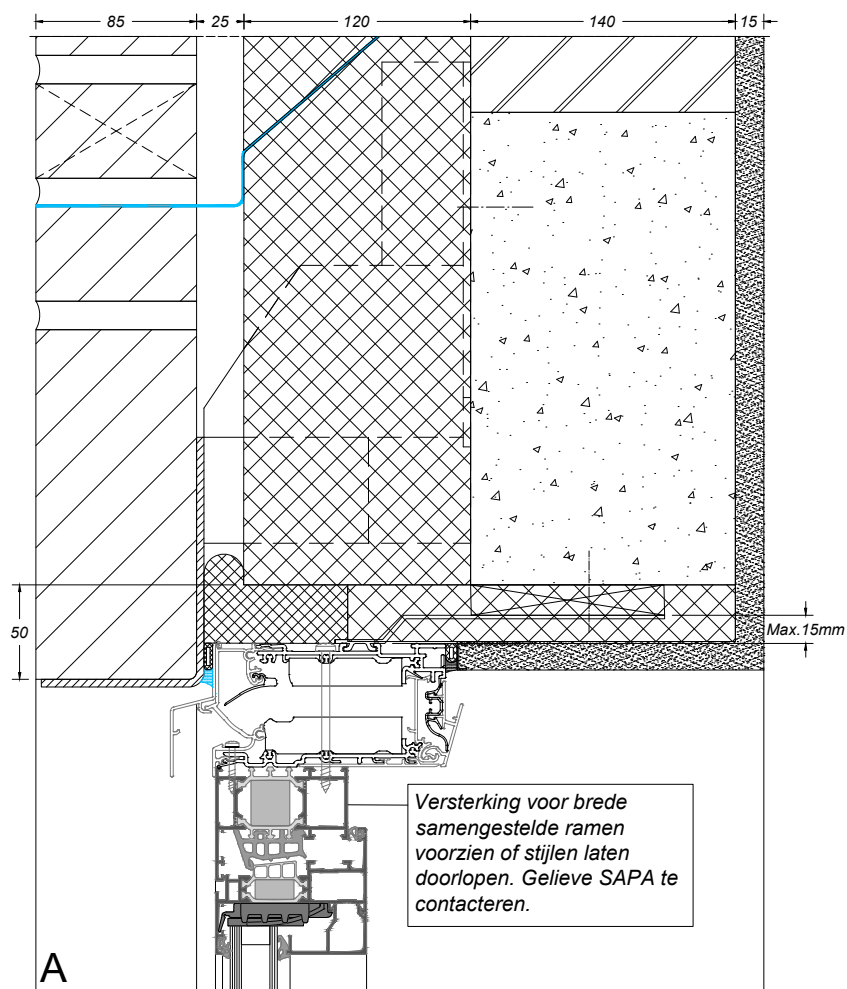 85 25 120 140 15
50
Max.15mm
Versterking voor brede
samengestelde ramen
voorzien of stijlen laten
doorlopen. Gelieve SAPA te
contacteren.
A